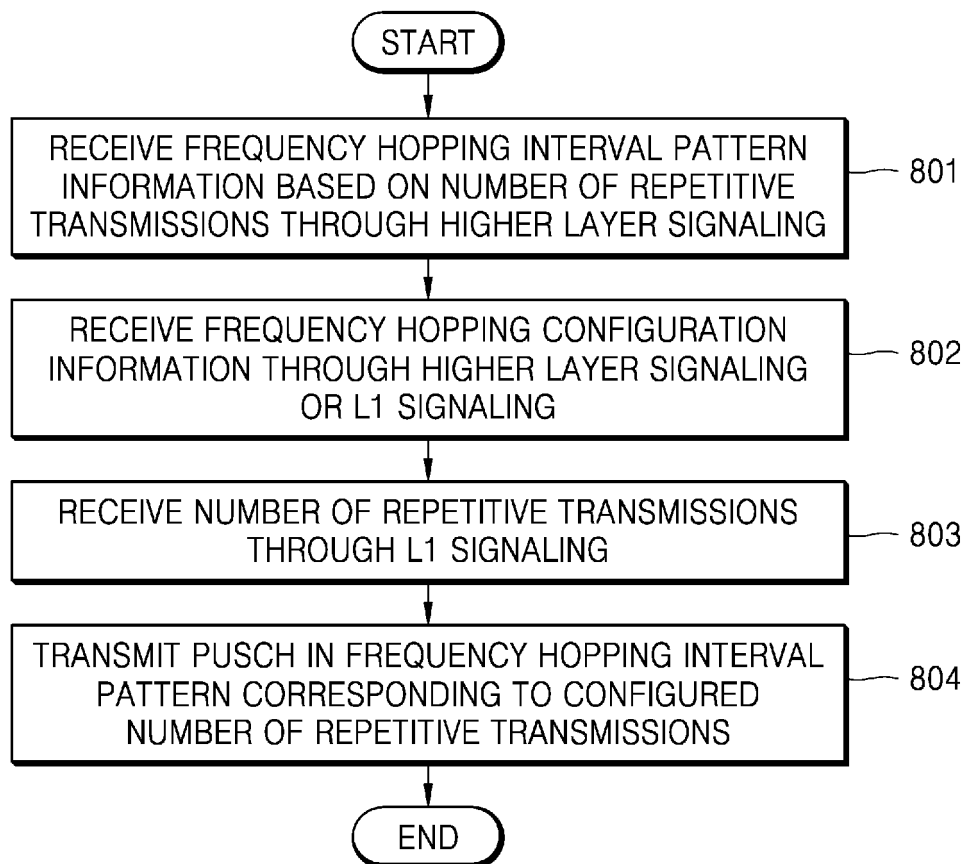 START
RECEIVE FREQUENCY HOPPING INTERVAL PATTERN
INFORMATION BASED ON NUMBER OF REPETITIVE
TRANSMISSIONS THROUGH HIGHER LAYER SIGNALING
801
RECEIVE FREQUENCY HOPPING CONFIGURATION
INFORMATION THROUGH HIGHER LAYER SIGNALING
OR L1 SIGNALING
802
RECEIVE NUMBER OF REPETITIVE TRANSMISSIONS
THROUGH L1 SIGNALING
803
TRANSMIT PUSCH IN FREQUENCY HOPPING INTERVAL
PATTERN CORRESPONDING TO CONFIGURED
NUMBER OF REPETITIVE TRANSMISSIONS
804
END